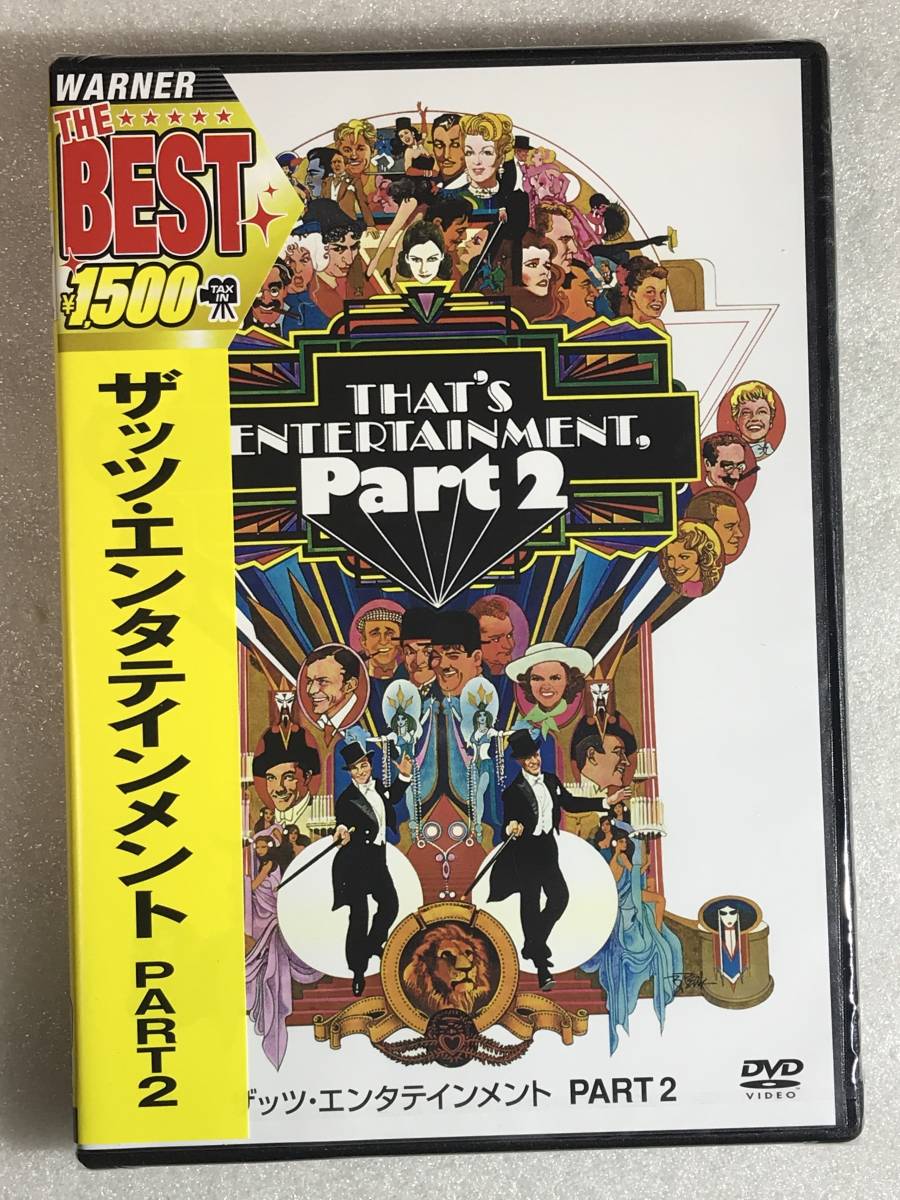 WARNER
THE
BEST
¥1,500
TAX
IN
ザッツ・エンタテインメント PART2
THAT'S
ENTERTAINMENT,
Part 2
ザッツ・エンタテインメント PART 2
DVD
VIDEO